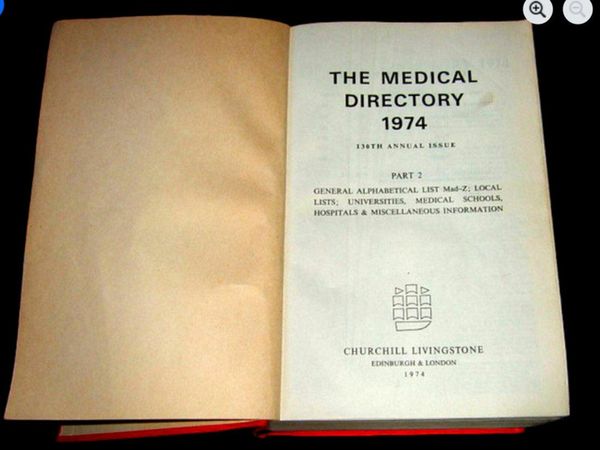 THE MEDICAL
DIRECTORY
1974
130TH ANNUAL ISSUE
PART 2
GENERAL ALPHABETICAL LIST Mad–Z; LOCAL
LISTS; UNIVERSITIES, MEDICAL SCHOOLS,
HOSPITALS & MISCELLANEOUS INFORMATION
CHURCHILL LIVINGSTONE
EDINBURGH & LONDON
1974